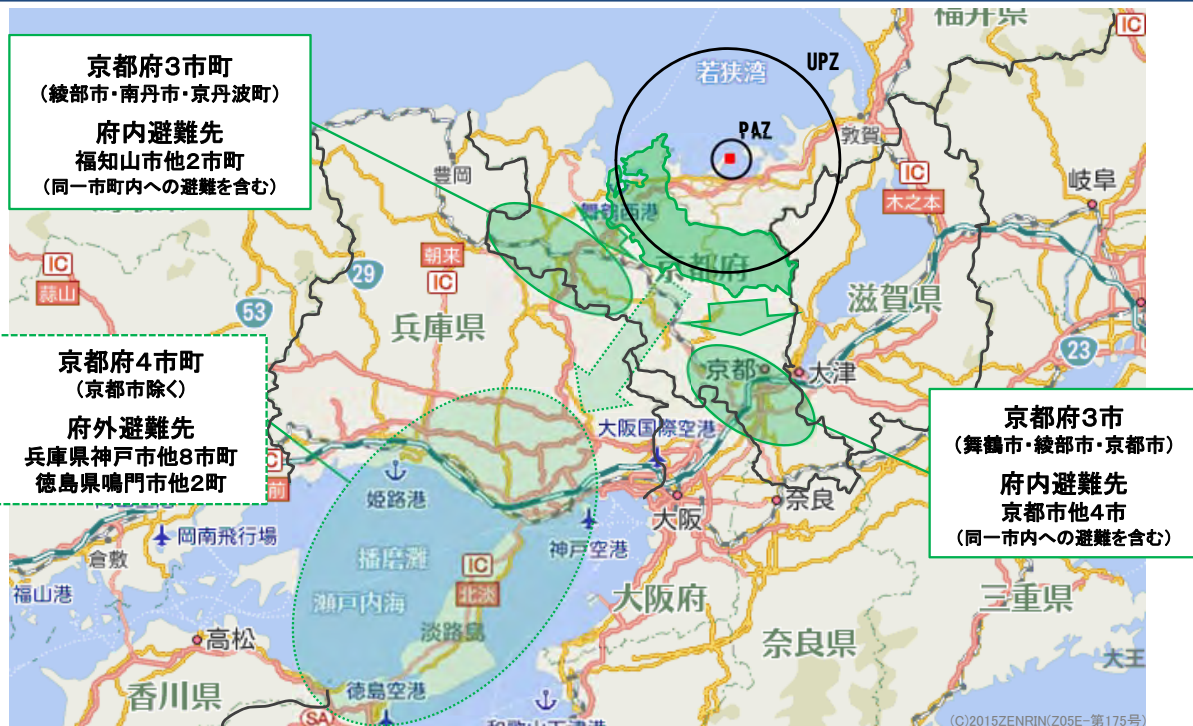 京都府3市町
（綾部市・南丹市・京丹波町）
府内避難先
福知山市他2市町
（同一市町内への避難を含む）
京都府4市町
（京都市除く）
府外避難先
兵庫県神戸市他8市町
徳島県鳴門市他2町
京都府3市
（舞鶴市・綾部市・京都市）
府内避難先
京都市他4市
（同一市内への避難を含む）
福井県
IC
若狭湾
UPZ
PAZ
敦賀
豊岡
舞鶴西港
IC
木之本
岐阜
京都府
朝来
IC
IC
蒜山
29
53
兵庫県
滋賀県
23
京都
大津
大阪国際空港
姫路港
大阪
奈良
岡南飛行場
倉敷
神戸空港
播磨灘
IC
北淡
福山港
瀬戸内海
大阪府
三重県
淡路島
高松
奈良県
大王
香川県
徳島空港
SA
(C)2015ZENRIN(Z05E-第175号)